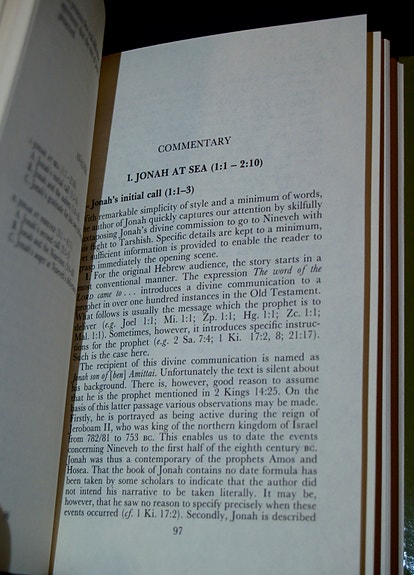 COMMENTARY
I. JONAH AT SEA (1:1 – 2:10)
Jonah's initial call (1:1–3)
With remarkable simplicity of style and a minimum of words,
the author of Jonah quickly captures our attention by skilfully
juxtaposing Jonah's divine commission to go to Nineveh with
his flight to Tarshish. Specific details are kept to a minimum,
yet sufficient information is provided to enable the reader to
grasp immediately the opening scene.
1. For the original Hebrew audience, the story starts in a
most conventional manner. The expression The word of the
LORD came to . . . introduces a divine communication to a
prophet in over one hundred instances in the Old Testament.
What follows is usually the message which the prophet is to
deliver (e.g. Joel 1:1; Mi. 1:1; Zp. 1:1; Hg. 1:1; Zc. 1:1;
Mal. 1:1). Sometimes, however, it introduces specific instruc-
tions for the prophet (e.g. 2 Sa. 7:4; 1 Ki. 17:2, 8; 21:17).
Such is the case here.
The recipient of this divine communication is named as
Jonah son of [ben] Amittai. Unfortunately the text is silent about
his background. There is, however, good reason to assume
that he is the prophet mentioned in 2 Kings 14:25. On the
basis of this latter passage various observations may be made.
Firstly, he is portrayed as being active during the reign of
Jeroboam II, who was king of the northern kingdom of Israel
from 782/81 to 753 BC. This enables us to date the events
concerning Nineveh to the first half of the eighth century BC.
Jonah was thus a contemporary of the prophets Amos and
Hosea. That the book of Jonah contains no date formula has
been taken by some scholars to indicate that the author did
not intend his narrative to be taken literally. It may be,
however, that he saw no reason to specify precisely when these
events occurred (cf. 1 Ki. 17:2). Secondly, Jonah is described
97